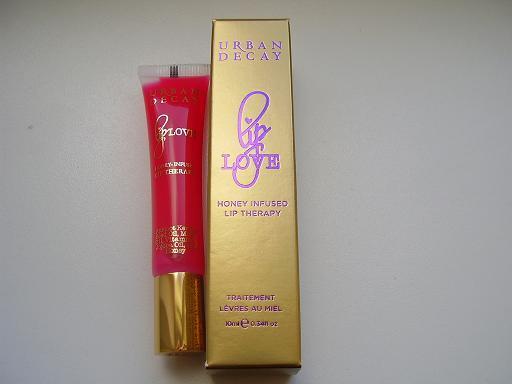 URBAN
DECAY
lip
LOVE
HONEY INFUSED
LIP THERAPY
TRAITEMENT
LÈVRES AU MIEL
10ml e 0.34fl oz
URBAN
DECAY
lip LOVE